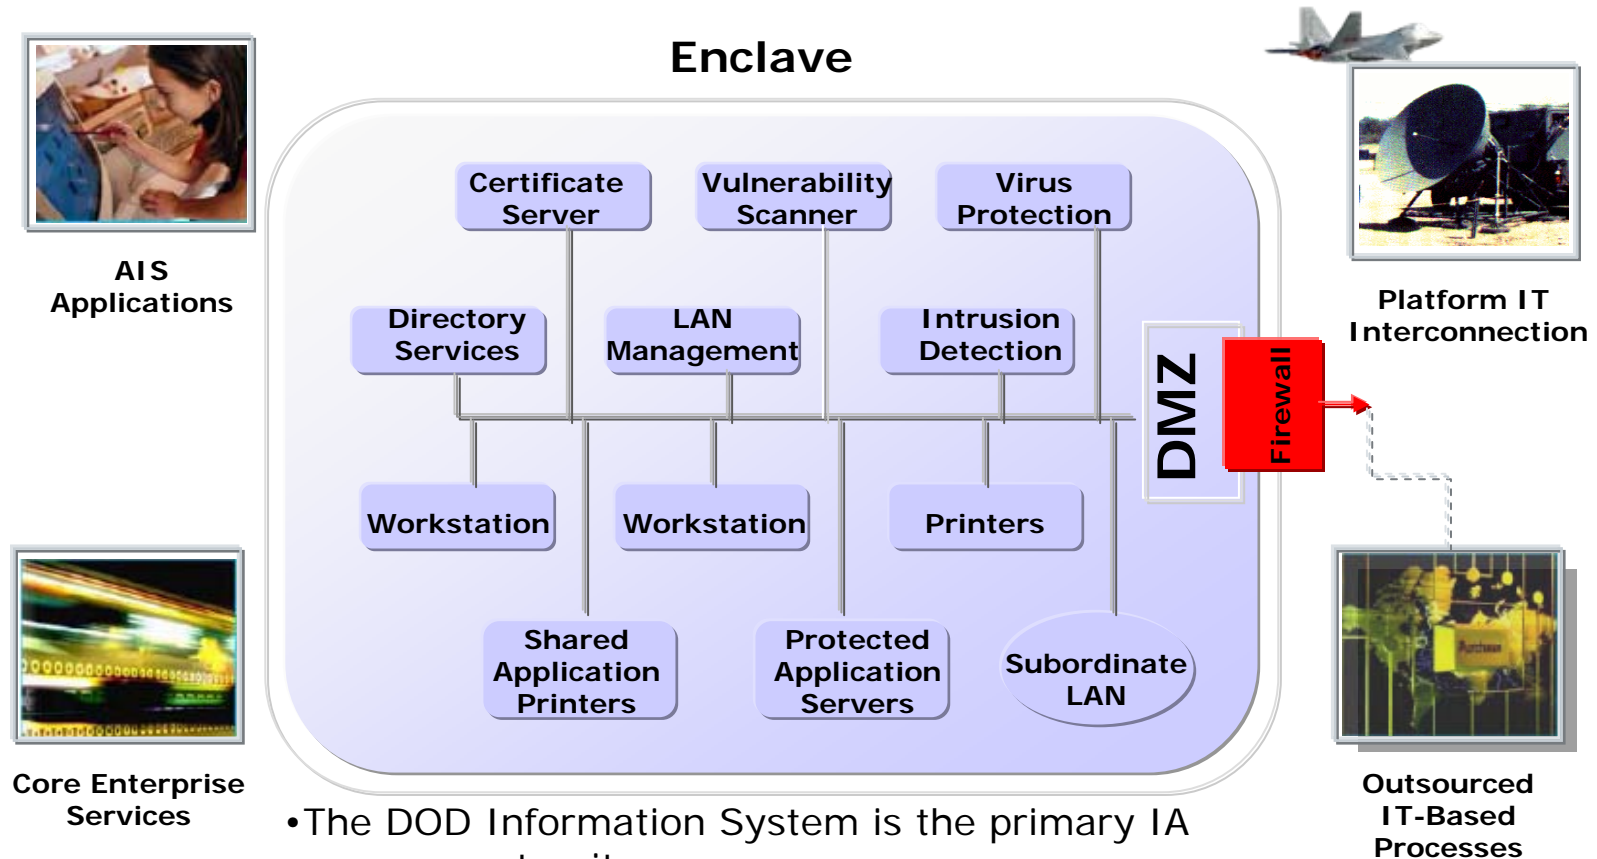 Enclave
AIS
Applications
Certificate
Server
Vulnerability
Scanner
Virus
Protection
Platform IT
Interconnection
Directory
Services
LAN
Management
Intrusion
Detection
DMZ
Firewall
Workstation
Workstation
Printers
Shared
Application
Printers
Protected
Application
Servers
Subordinate
LAN
Purchase
Core Enterprise
Services
Outsourced
IT-Based
Processes
•The DOD Information System is the primary IA